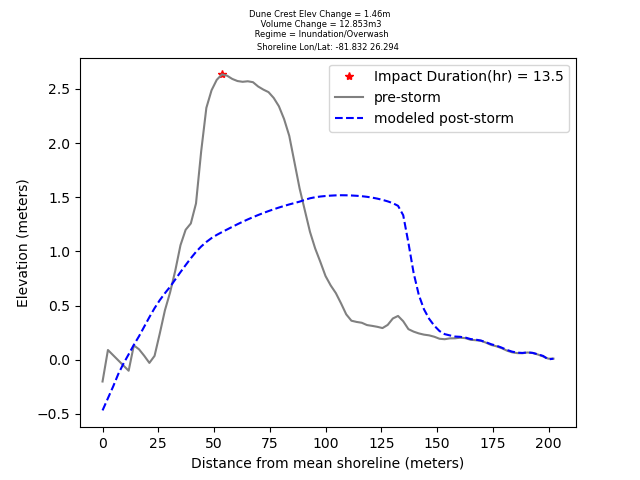 Dune Crest Elev Change = 1.46m
Volume Change = 12.853m3
Regime = Inundation/Overwash
Shoreline Lon/Lat: -81.832 26.294
Impact Duration(hr) = 13.5
pre-storm
modeled post-storm
Elevation (meters)
2.5
2.0
1.5
1.0
0.5
0.0
−0.5
0 25 50 75 100 125 150 175 200
Distance from mean shoreline (meters)